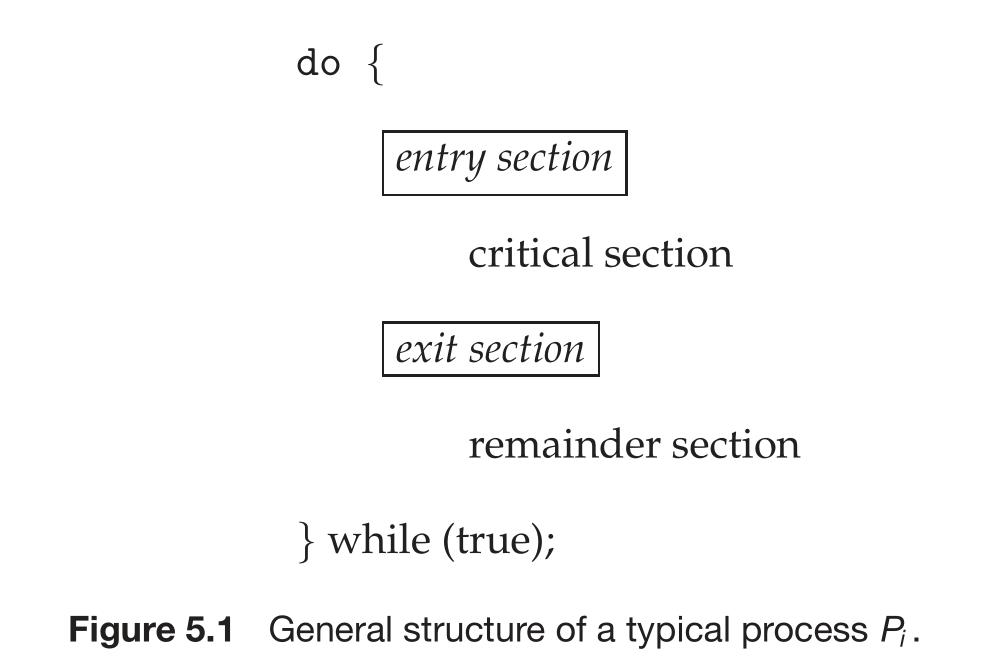 do {
entry section
critical section
exit section
remainder section
} while (true);
Figure 5.1 General structure of a typical process Pi.